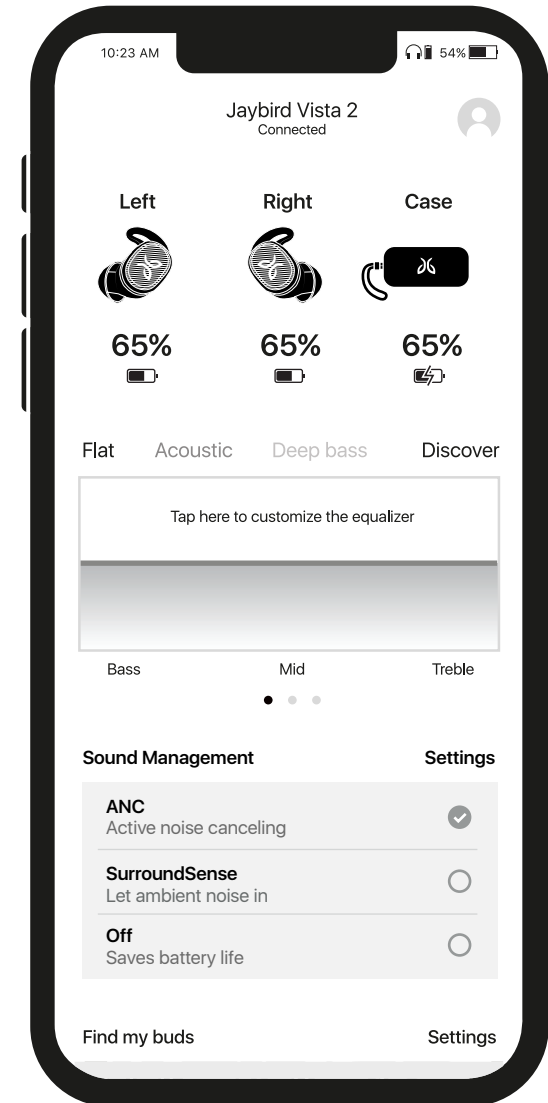 10:23 AM 54%
Jaybird Vista 2
Connected
Left Right Case
65% 65% 65%
Flat Acoustic Deep bass Discover
Tap here to customize the equalizer
Bass Mid Treble
Sound Management Settings
ANC
Active noise canceling
SurroundSense
Let ambient noise in
Off
Saves battery life
Find my buds Settings